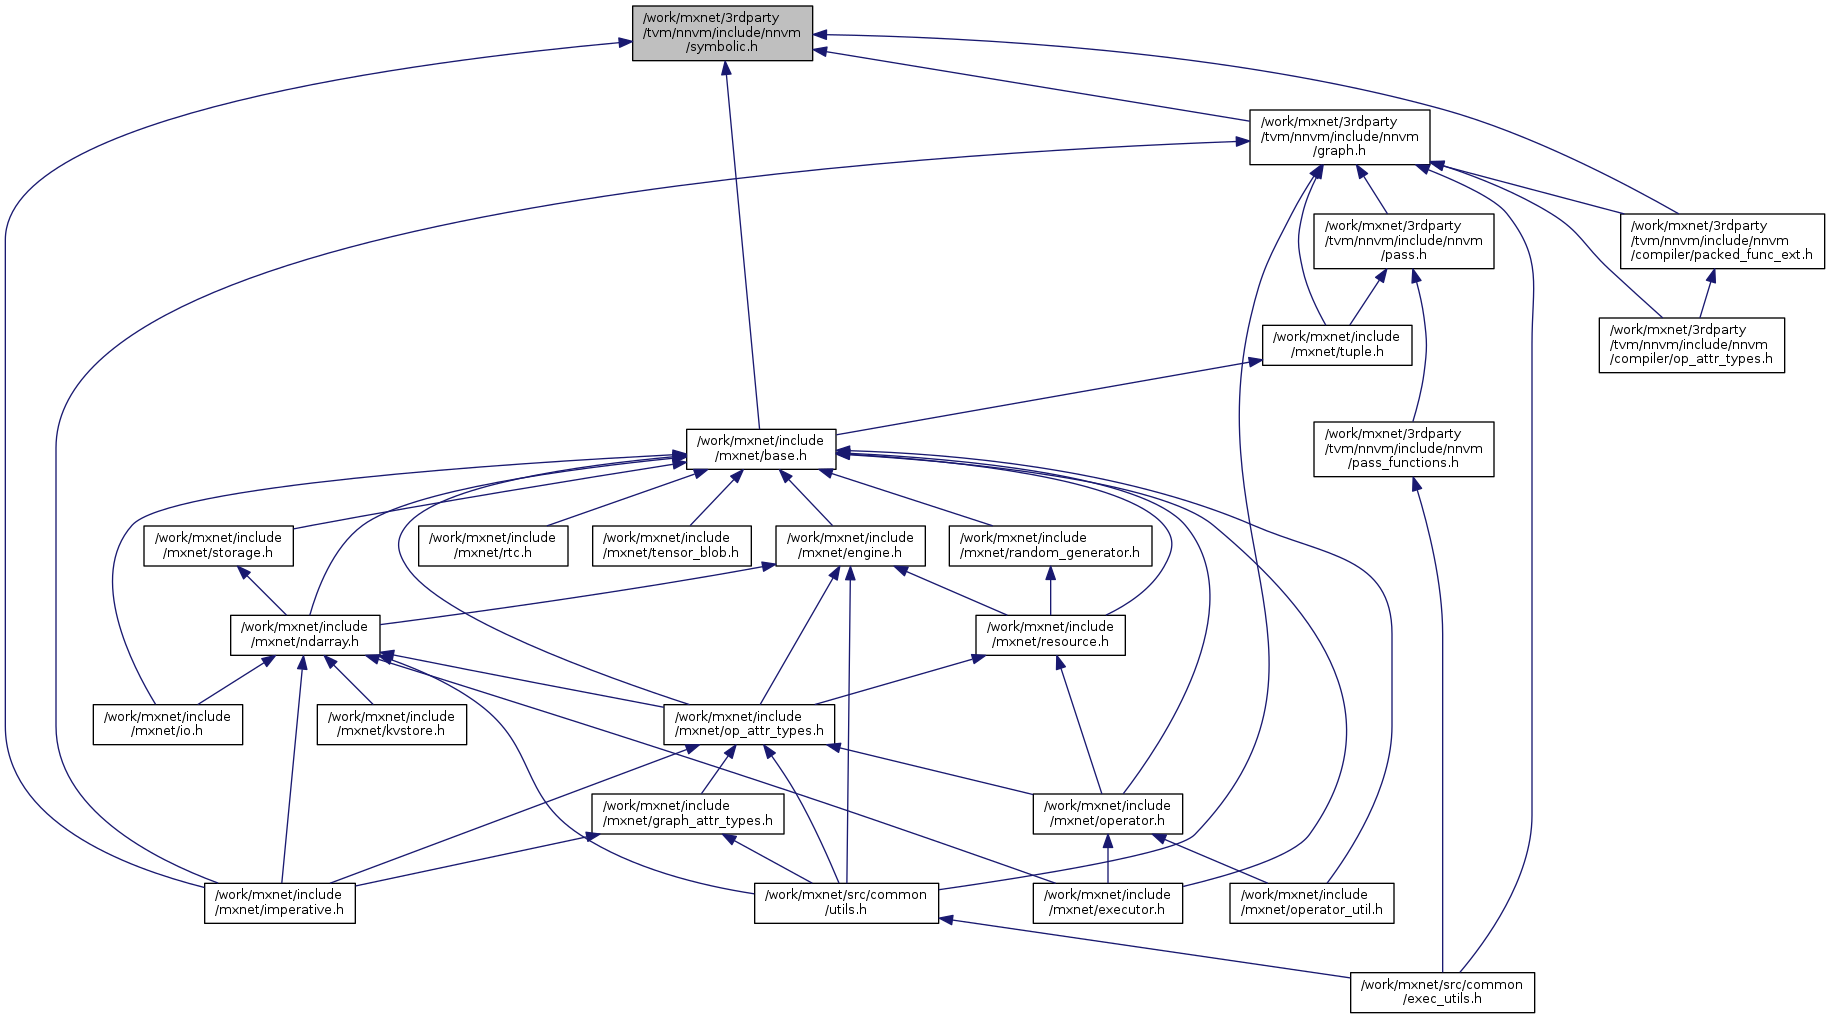 /work/mxnet/3rdparty
/tvm/nnvm/include/nnvm
/symbolic.h
/work/mxnet/3rdparty
/tvm/nnvm/include/nnvm
/graph.h
/work/mxnet/3rdparty
/tvm/nnvm/include/nnvm
/pass.h
/work/mxnet/3rdparty
/tvm/nnvm/include/nnvm
/compiler/packed_func_ext.h
/work/mxnet/include
/mxnet/tuple.h
/work/mxnet/3rdparty
/tvm/nnvm/include/nnvm
/compiler/op_attr_types.h
/work/mxnet/include
/mxnet/base.h
/work/mxnet/3rdparty
/tvm/nnvm/include/nnvm
/pass_functions.h
/work/mxnet/include
/mxnet/storage.h
/work/mxnet/include
/mxnet/rtc.h
/work/mxnet/include
/mxnet/tensor_blob.h
/work/mxnet/include
/mxnet/engine.h
/work/mxnet/include
/mxnet/random_generator.h
/work/mxnet/include
/mxnet/ndarray.h
/work/mxnet/include
/mxnet/resource.h
/work/mxnet/include
/mxnet/io.h
/work/mxnet/include
/mxnet/kvstore.h
/work/mxnet/include
/mxnet/op_attr_types.h
/work/mxnet/include
/mxnet/graph_attr_types.h
/work/mxnet/include
/mxnet/operator.h
/work/mxnet/include
/mxnet/imperative.h
/work/mxnet/src/common
/utils.h
/work/mxnet/include
/mxnet/executor.h
/work/mxnet/include
/mxnet/operator_util.h
/work/mxnet/src/common
/exec_utils.h